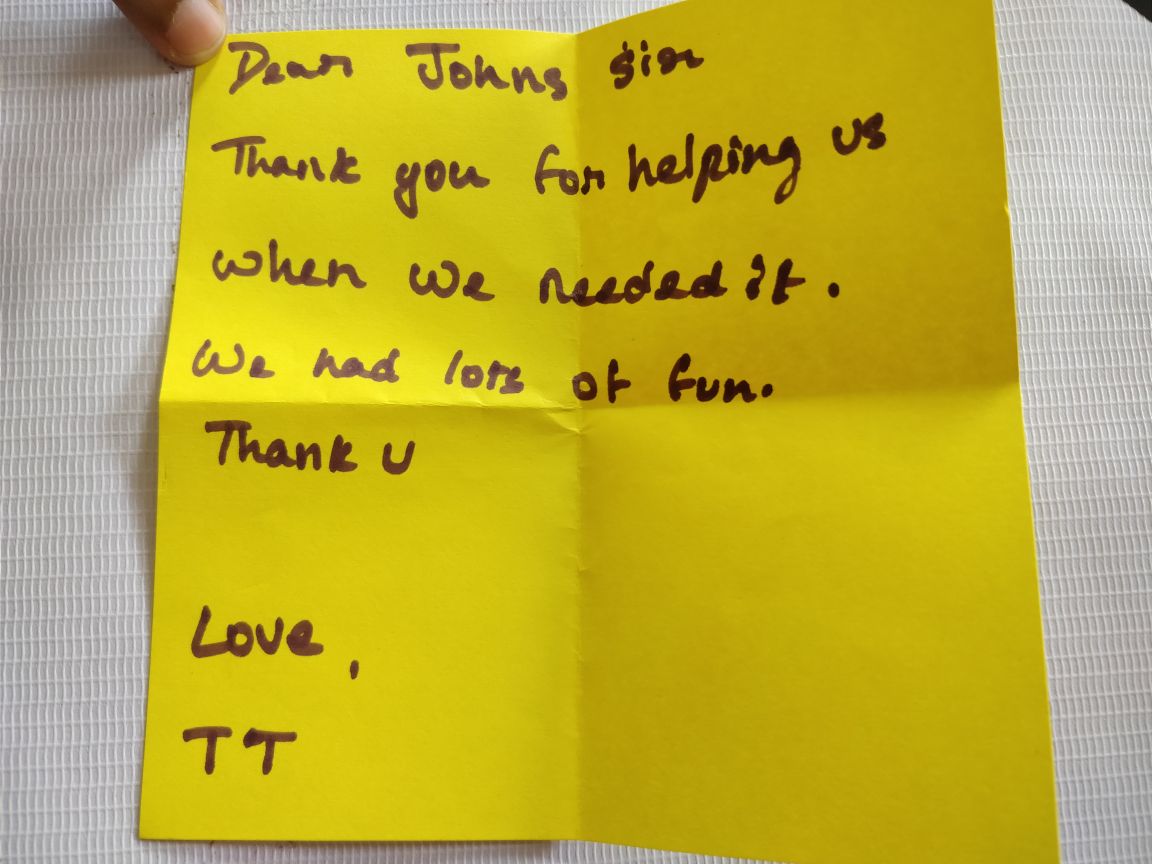 Dear Johns sir
Thank you for helping us
when we needed it.
We had lots of fun.
Thank U
Love,
TT